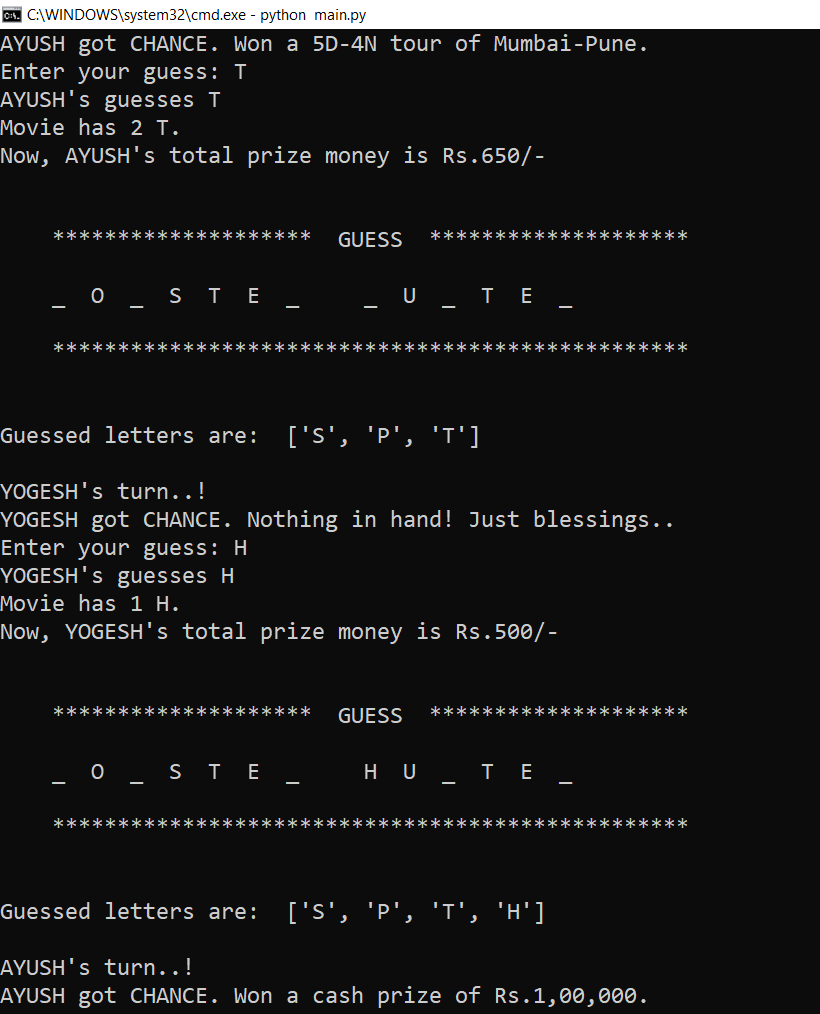 C:\WINDOWS\system32\cmd.exe - python  main.py
AYUSH got CHANCE. Won a 5D-4N tour of Mumbai-Pune.
Enter your guess: T
AYUSH's guesses T
Movie has 2 T.
Now, AYUSH's total prize money is Rs.650/-
********************  GUESS  ********************
_  O  _  S  T  E  _     _  U  _  T  E  _
*************************************************
Guessed letters are:  ['S', 'P', 'T']
YOGESH's turn..!
YOGESH got CHANCE. Nothing in hand! Just blessings..
Enter your guess: H
YOGESH's guesses H
Movie has 1 H.
Now, YOGESH's total prize money is Rs.500/-
********************  GUESS  ********************
_  O  _  S  T  E  _     H  U  _  T  E  _
*************************************************
Guessed letters are:  ['S', 'P', 'T', 'H']
AYUSH's turn..!
AYUSH got CHANCE. Won a cash prize of Rs.1,00,000.